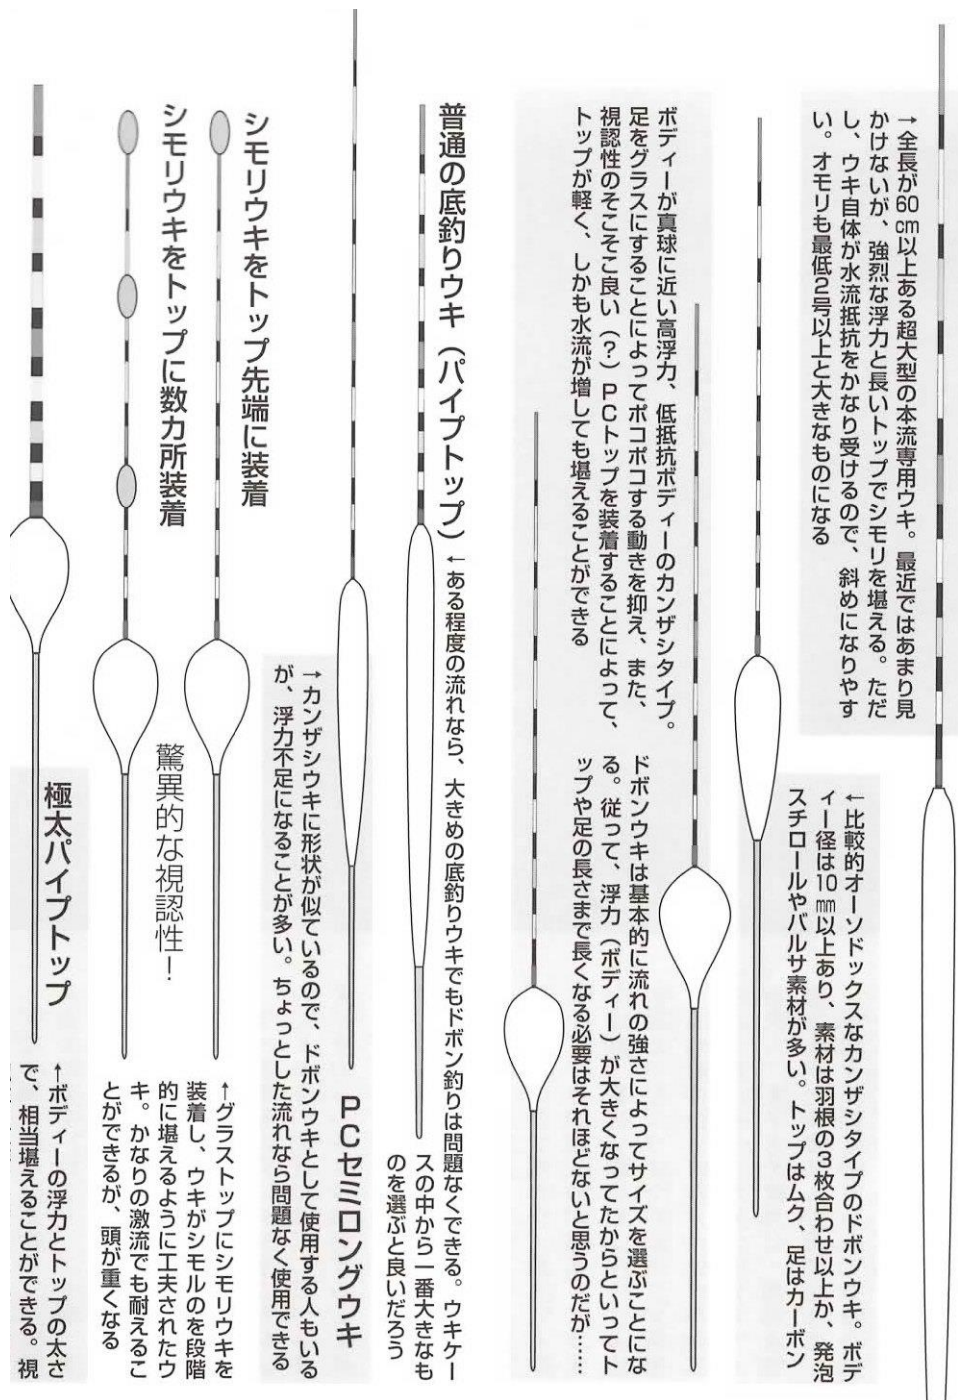 →全長が60㎝以上ある超大型の本流専用ウキ。最近ではあまり見
かけないが、強烈な浮力と長いトップでシモリを堪える。ただ
し、ウキ自体が水流抵抗をかなり受けるので、斜めになりやす
い。オモリも最低2号以上と大きなものになる
←比較的オーソドックスなカンザシタイプのドボンウキ。ボデ
ィー径は10㎜以上あり、素材は羽根の3枚合わせ以上か、発泡
スチロールやバルサ素材が多い。トップはムク、足はカーボン
ボディーが真球に近い高浮力、低抵抗ボディーのカンザシタイプ。
足をグラスにすることによってポコポコする動きを抑え、また、
視認性のそこそこ良い(?)PCトップを装着することによって、
トップが軽く、しかも水流が増しても堪えることができる
ドボンウキは基本的に流れの強さによってサイズを選ぶことにな
る。従って、浮力(ボディー)が大きくなってたからといってト
ップや足の長さまで長くなる必要はそれほどないと思うのだが……
普通の底釣りウキ(パイプトップ)
←ある程度の流れなら、大きめの底釣りウキでもドボン釣りは問題なくできる。ウキケー
スの中から一番大きなも
のを選ぶと良いだろう
PCセミロングウキ
→カンザシウキに形状が似ているので、ドボンウキとして使用する人もいる
が、浮力不足になることが多い。ちょっとした流れなら問題なく使用できる
シモリウキをトップ先端に装着
シモリウキをトップに数カ所装着
驚異的な視認性!
←グラストップにシモリウキを
装着し、ウキがシモルのを段階
的に堪えるように工夫されたウ
キ。かなりの激流でも耐えるこ
とができるが、頭が重くなる
極太パイプトップ
←ボディーの浮力とトップの太さ
で、相当堪えることができる。視